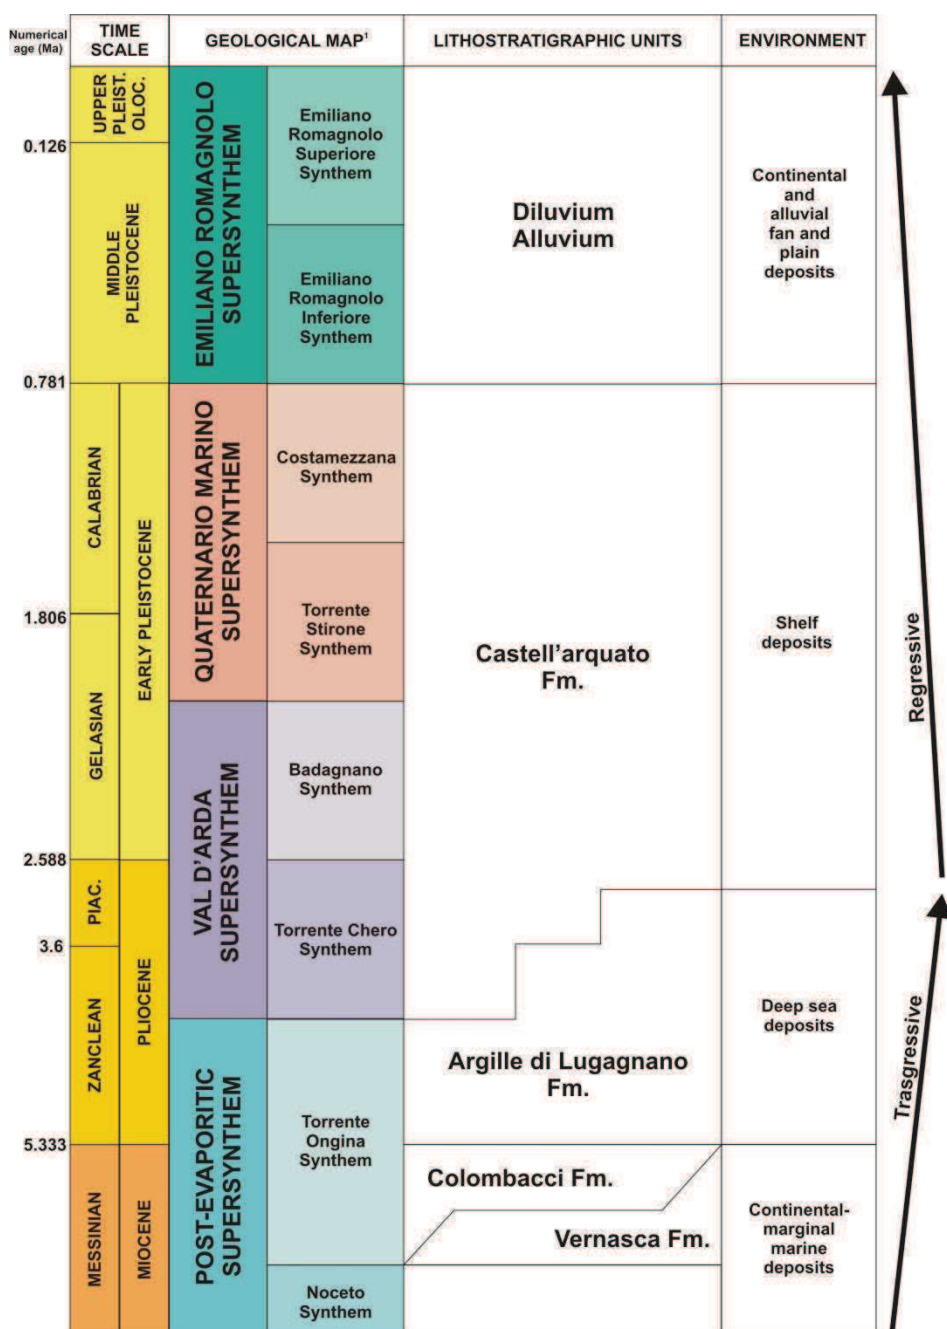 Numerical
age (Ma)
TIME
SCALE
GEOLOGICAL MAP¹
LITHOSTRATIGRAPHIC UNITS
ENVIRONMENT
UPPER
PLEIST.
OLOC.
0.126
MIDDLE
PLEISTOCENE
0.781
CALABRIAN
EARLY PLEISTOCENE
1.806
GELASIAN
2.588
PIAC.
3.6
PLIOCENE
ZANCLEAN
5.333
MESSINIAN
MIOCENE
EMILIANO ROMAGNOLO
SUPERSYNTHEM
QUATERNARIO MARINO
SUPERSYNTHEM
VAL D'ARDA
SUPERSYNTHEM
POST-EVAPORITIC
SUPERSYNTHEM
Emiliano
Romagnolo
Superiore
Synthem
Emiliano
Romagnolo
Inferiore
Synthem
Costamezzana
Synthem
Torrente
Stirone
Synthem
Badagnano
Synthem
Torrente Chero
Synthem
Torrente
Ongina
Synthem
Noceto
Synthem
Diluvium
Alluvium
Castell'arquato
Fm.
Argille di Lugagnano
Fm.
Colombacci Fm.
Vernasca Fm.
Continental
and
alluvial
fan and
plain
deposits
Shelf
deposits
Deep sea
deposits
Continental-
marginal
marine
deposits
Regressive
Trasgressive